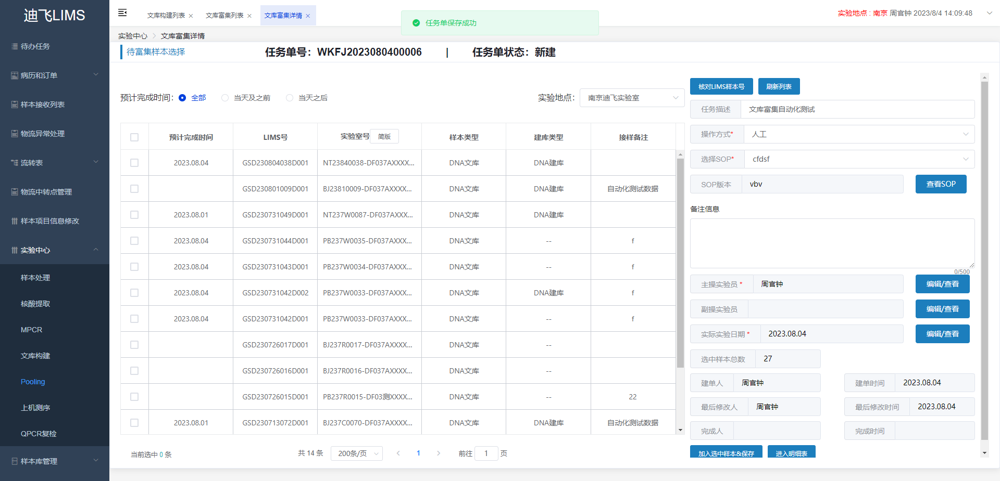 迪飞LIMS
待办任务
病历和订单
样本接收列表
物流异常处理
流转表
物流中转点管理
样本项目信息修改
实验中心
样本处理
核酸提取
MPCR
文库构建
Pooling
上机测序
QPCR复检
样本库管理
文库构建列表 文库富集列表 文库富集详情
任务单保存成功
实验地点 : 南京 周官钟 2023/8/4 14:09:48
实验中心 文库富集详情
待富集样本选择 任务单号：WKFJ2023080400006 | 任务单状态：新建
预计完成时间: 全部 当天及之前 当天之后 实验地点: 南京迪飞实验室
预计完成时间 LIMS号 实验室号 简版 样本类型 建库类型 接样备注
2023.08.04 GSD230804038D001 NT23840038-DF037AXXXX... DNA文库 DNA建库
GSD230801009D001 BJ23810009-DF037AXXXX... DNA文库 DNA建库 自动化测试数据
2023.08.01 GSD230731049D001 NT237W0087-DF037AXXX... DNA文库 DNA建库
2023.08.04 GSD230731044D001 PB237W0035-DF037AXXX... DNA文库 -- f
2023.08.04 GSD230731043D001 PB237W0034-DF037AXXX... DNA文库 -- f
2023.08.04 GSD230731042D002 PB237W0033-DF037AXXX... DNA文库 DNA建库 f
2023.08.04 GSD230731042D001 PB237W0033-DF037AXXX... DNA文库 -- f
GSD230726017D001 BJ237R0017-DF037AXXXX... DNA文库 --
GSD230726016D001 BJ237R0016-DF037AXXXX... DNA文库 --
GSD230726015D001 PB237R0015-DF03测XXXX... DNA文库 -- 22
2023.08.01 GSD230713072D001 BJ237C0070-DF037AXXXX... DNA文库 DNA建库 自动化测试数据
当前选中 0 条 共 14 条 200条/页 1 前往 1 页
核对LIMS样本号 刷新列表
任务描述 文库富集自动化测试
操作方式* 人工
选择SOP* cfdsf
SOP版本 vbv 查看SOP
备注信息
0/500
主操实验员 * 周官钟 编辑/查看
副操实验员 编辑/查看
实际实验日期 * 2023.08.04 编辑/查看
选中样本总数 27
建单人 周官钟 建单时间 2023.08.04
最后修改人 周官钟 最后修改时间 2023.08.04
完成人 完成时间
加入选中样本&保存 进入明细表